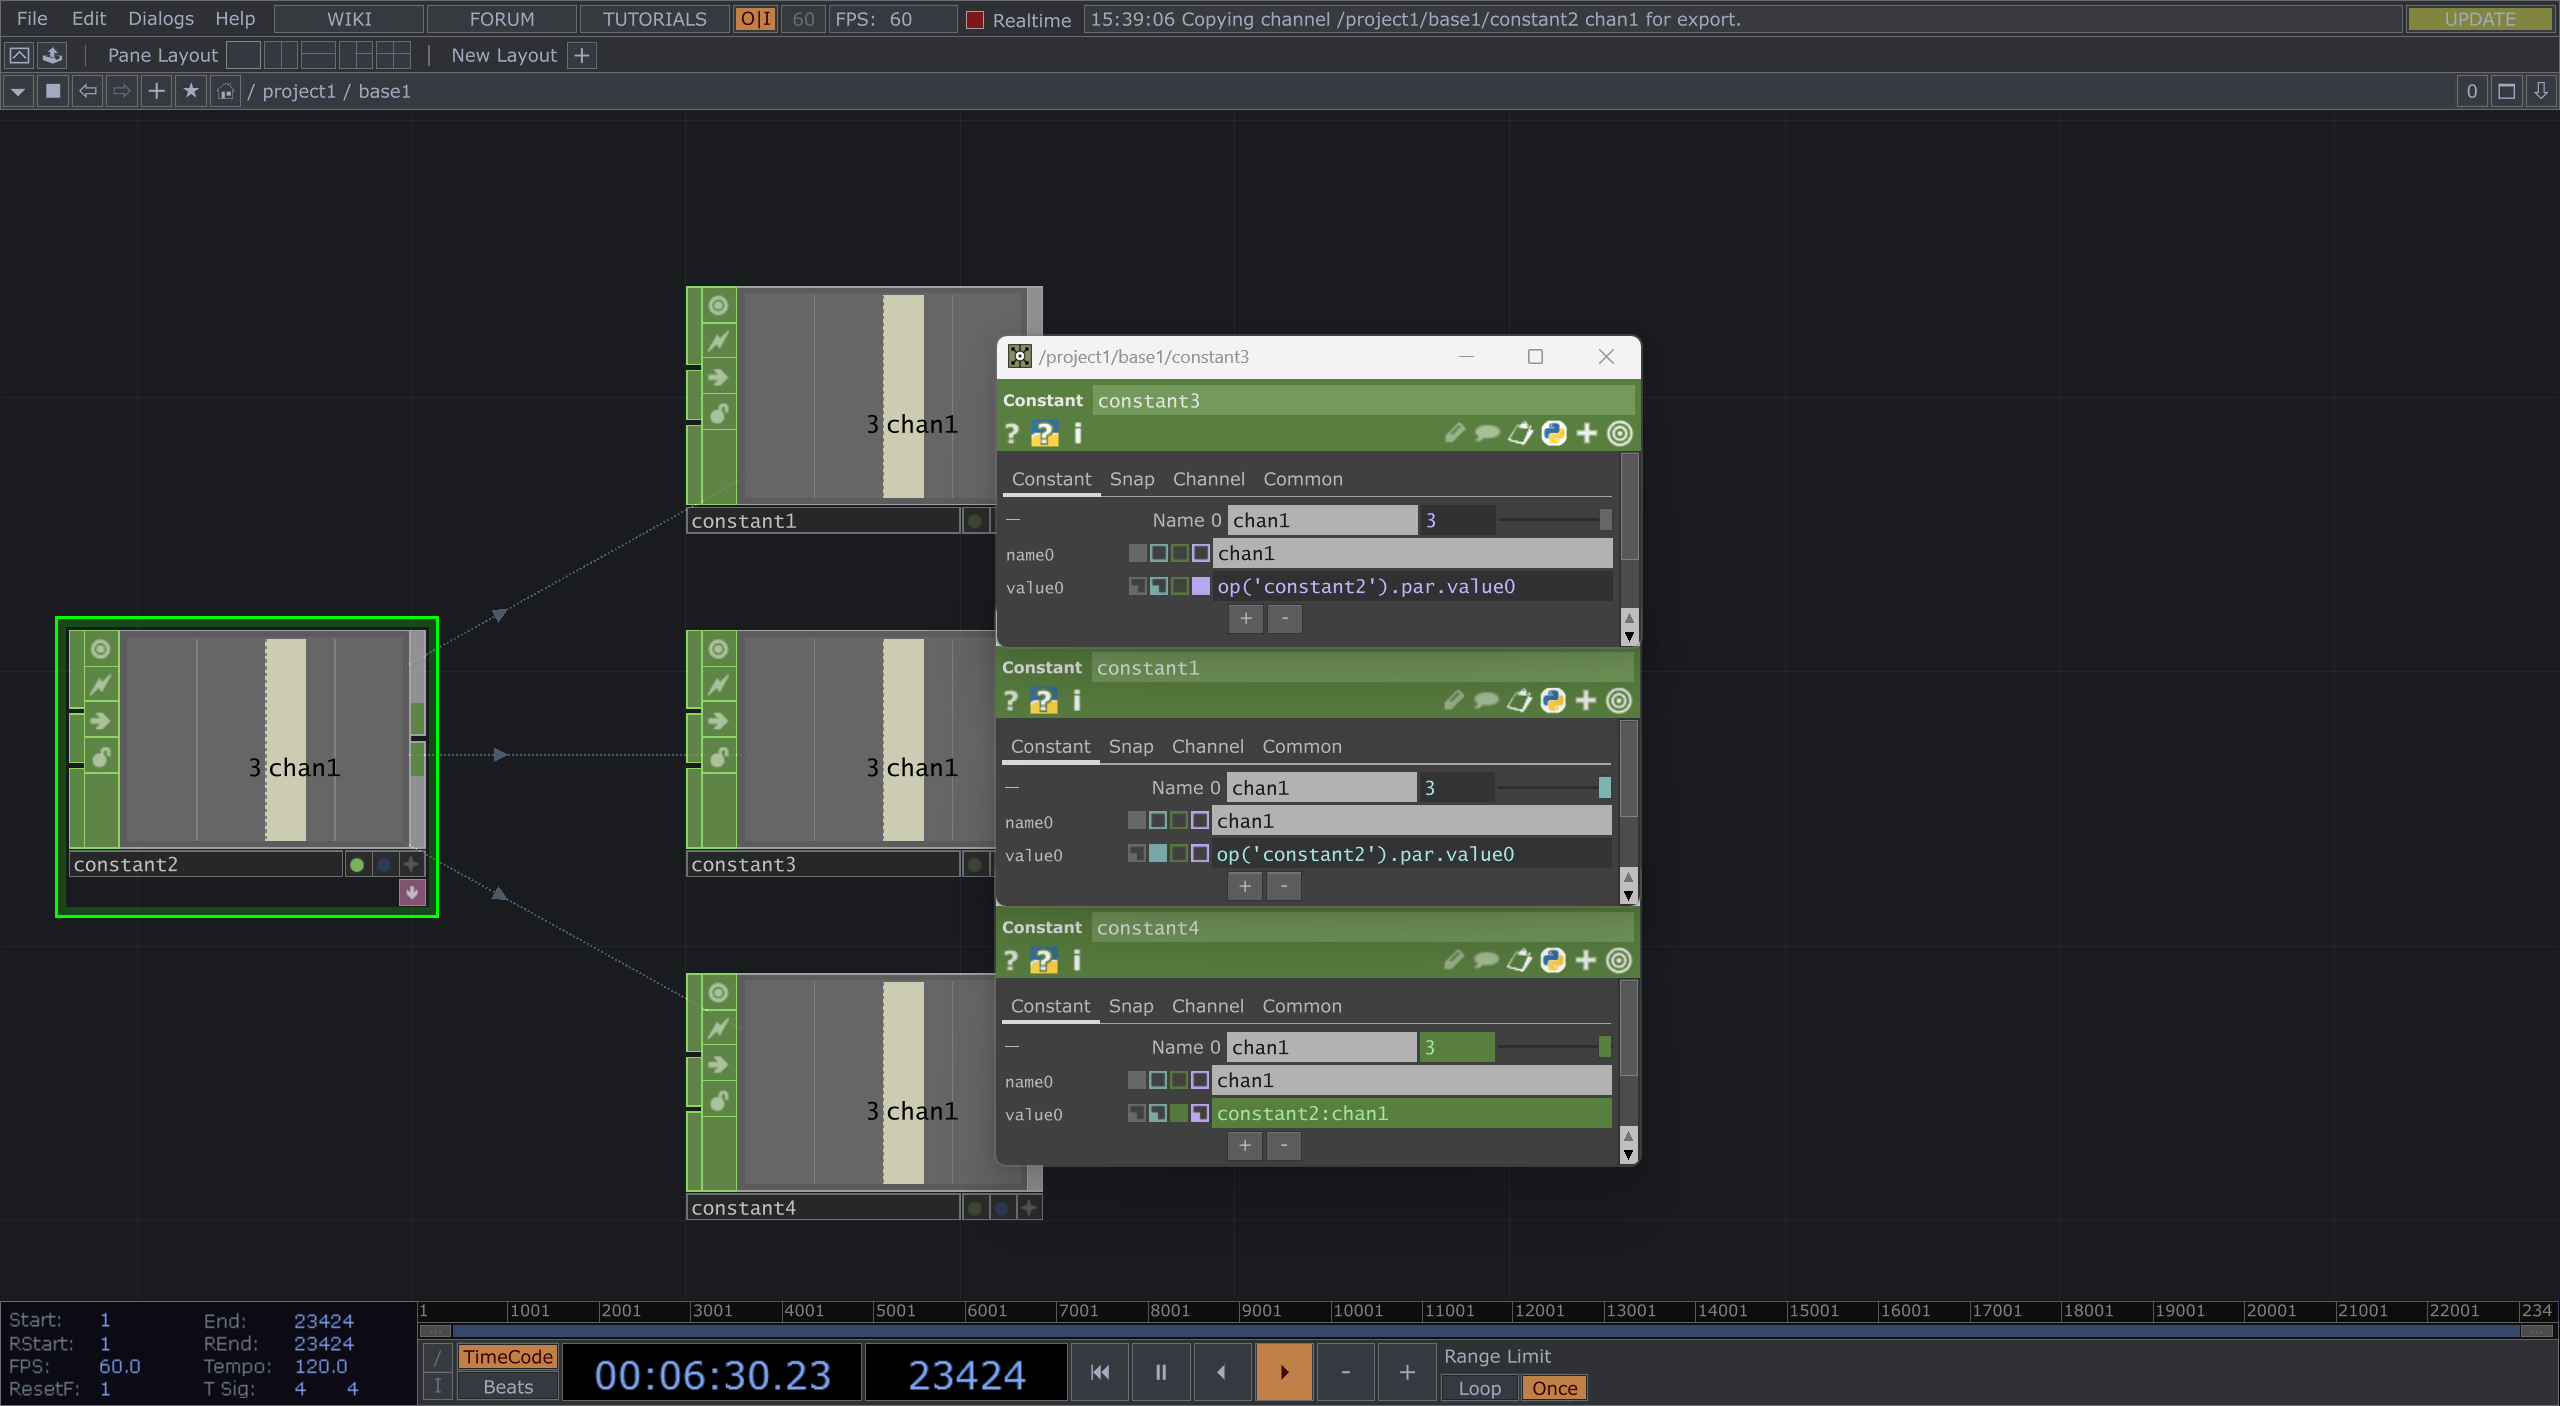 File Edit Dialogs Help WIKI FORUM TUTORIALS O|I 60 FPS: 60 Realtime 15:39:06 Copying channel /project1/base1/constant2 chan1 for export. UPDATE
Pane Layout New Layout +
/ project1 / base1 0
3 chan1
constant1
3 chan1
constant2
3 chan1
constant3
3 chan1
constant4
/project1/base1/constant3
Constant constant3
? ? i
Constant Snap Channel Common
Name 0 chan1 3
name0 chan1
value0 op('constant2').par.value0
+ -
Constant constant1
? ? i
Constant Snap Channel Common
Name 0 chan1 3
name0 chan1
value0 op('constant2').par.value0
+ -
Constant constant4
? ? i
Constant Snap Channel Common
Name 0 chan1 3
name0 chan1
value0 constant2:chan1
+ -
1 1001 2001 3001 4001 5001 6001 7001 8001 9001 10001 11001 12001 13001 14001 15001 16001 17001 18001 19001 20001 21001 22001 234
Start: 1 End: 23424
RStart: 1 REnd: 23424
FPS: 60.0 Tempo: 120.0
ResetF: 1 T Sig: 4 4
/ TimeCode
I Beats
00:06:30.23 23424 - +
Range Limit
Loop Once